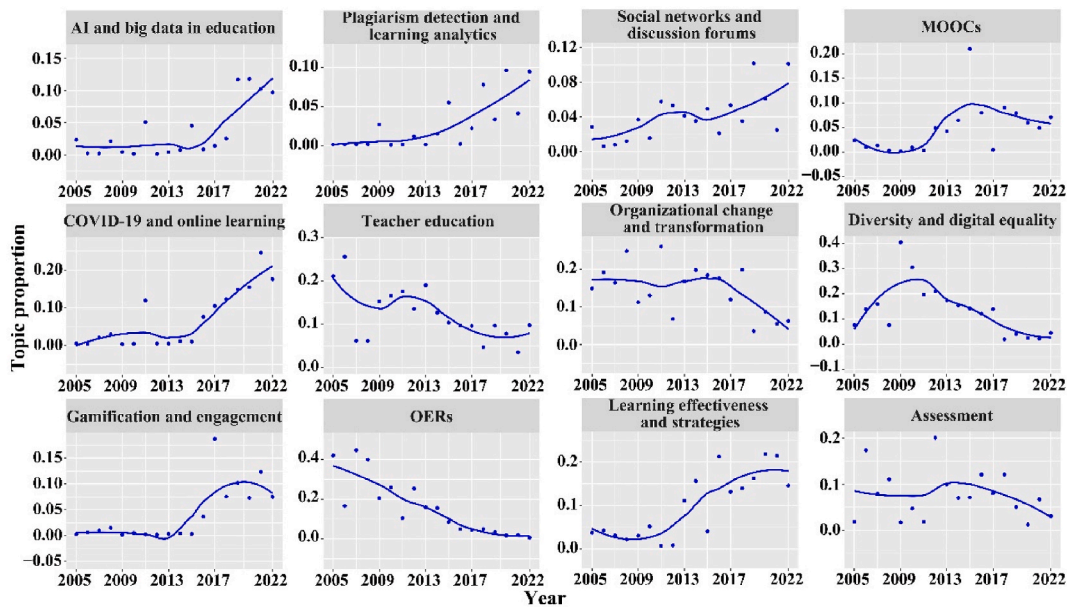 AI and big data in education
0.15
0.10
0.05
0.00
2005 2009 2013 2017 2022
Plagiarism detection and
learning analytics
0.10
0.05
0.00
2005 2009 2013 2017 2022
Social networks and
discussion forums
0.12
0.08
0.04
0.00
2005 2009 2013 2017 2022
MOOCs
0.20
0.15
0.10
0.05
0.00
−0.05
2005 2009 2013 2017 2022
Topic proportion
COVID-19 and online learning
0.20
0.10
0.00
2005 2009 2013 2017 2022
Teacher education
0.3
0.2
0.1
0.0
2005 2009 2013 2017 2022
Organizational change
and transformation
0.2
0.1
0.0
2005 2009 2013 2017 2022
Diversity and digital equality
0.4
0.3
0.2
0.1
0.0
−0.1
2005 2009 2013 2017 2022
Gamification and engagement
0.15
0.10
0.05
0.00
−0.05
2005 2009 2013 2017 2022
OERs
0.4
0.2
0.0
2005 2009 2013 2017 2022
Learning effectiveness
and strategies
0.2
0.1
0.0
2005 2009 2013 2017 2022
Assessment
0.2
0.1
0.0
2005 2009 2013 2017 2022
Year